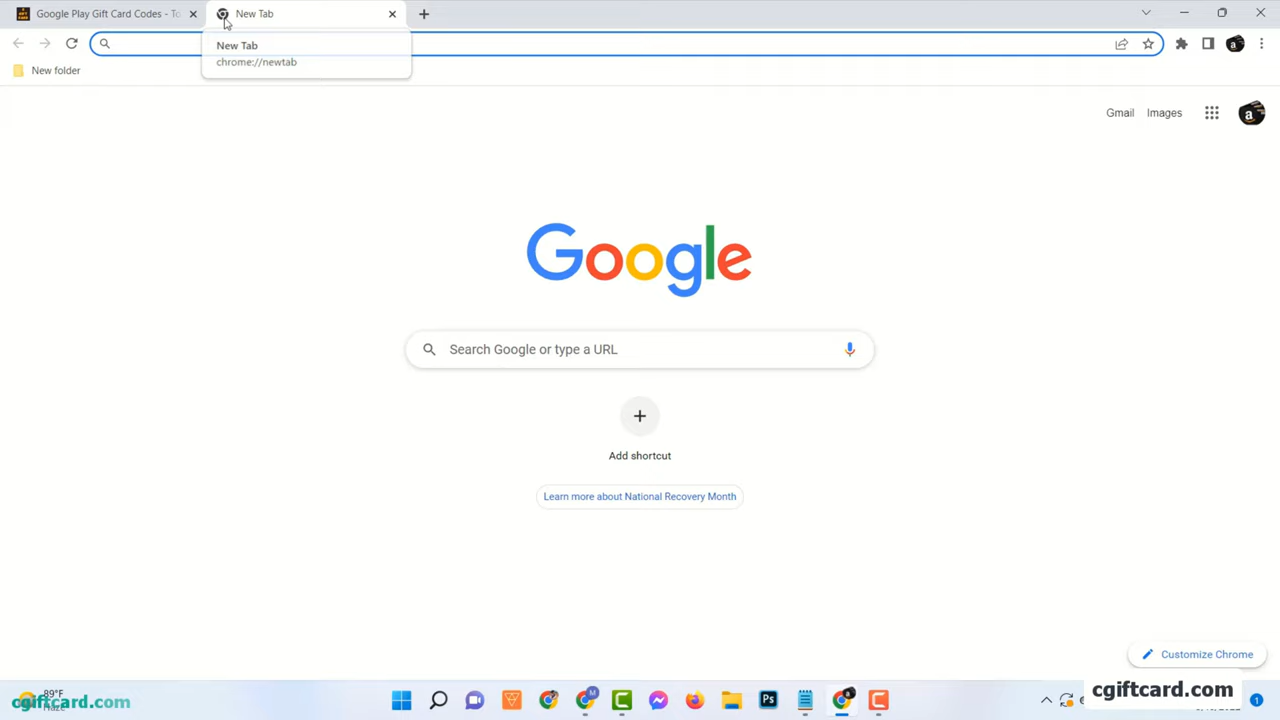 Google Play Gift Card Codes - To
New Tab
New Tab
chrome://newtab
New folder
Gmail
Images
Google
Search Google or type a URL
Add shortcut
Learn more about National Recovery Month
Customize Chrome
89°F
cgiftcard.com
cgiftcard.com